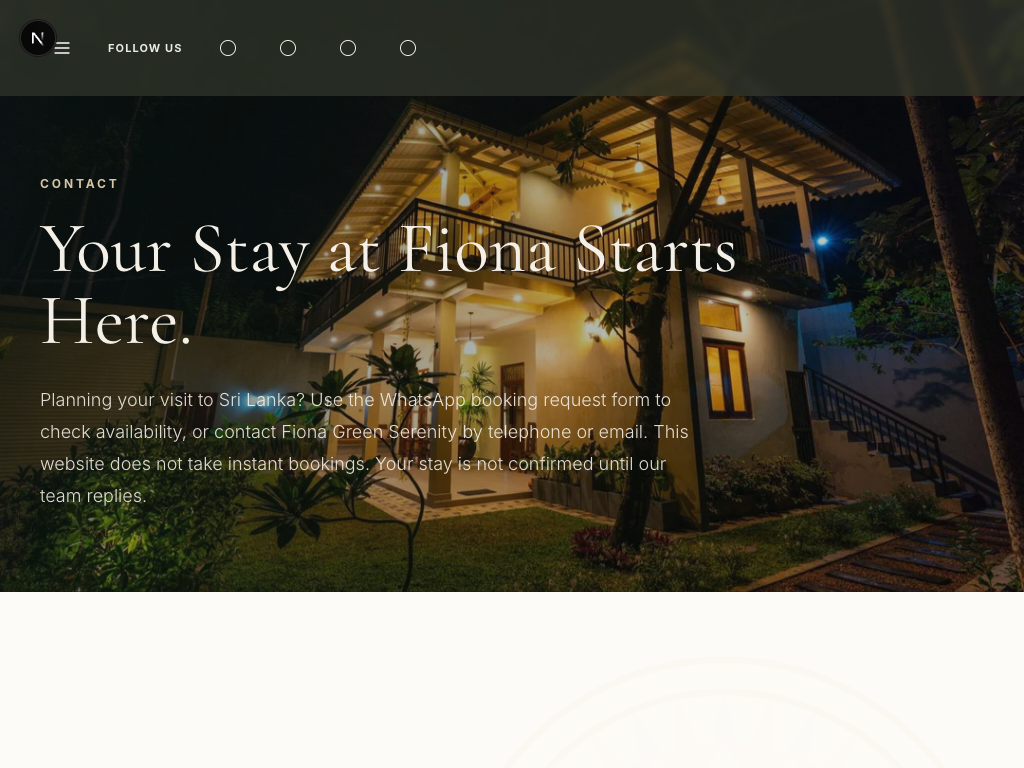 N
FOLLOW US
CONTACT
Your Stay at Fiona Starts
Here.
Planning your visit to Sri Lanka? Use the WhatsApp booking request form to
check availability, or contact Fiona Green Serenity by telephone or email. This
website does not take instant bookings. Your stay is not confirmed until our
team replies.